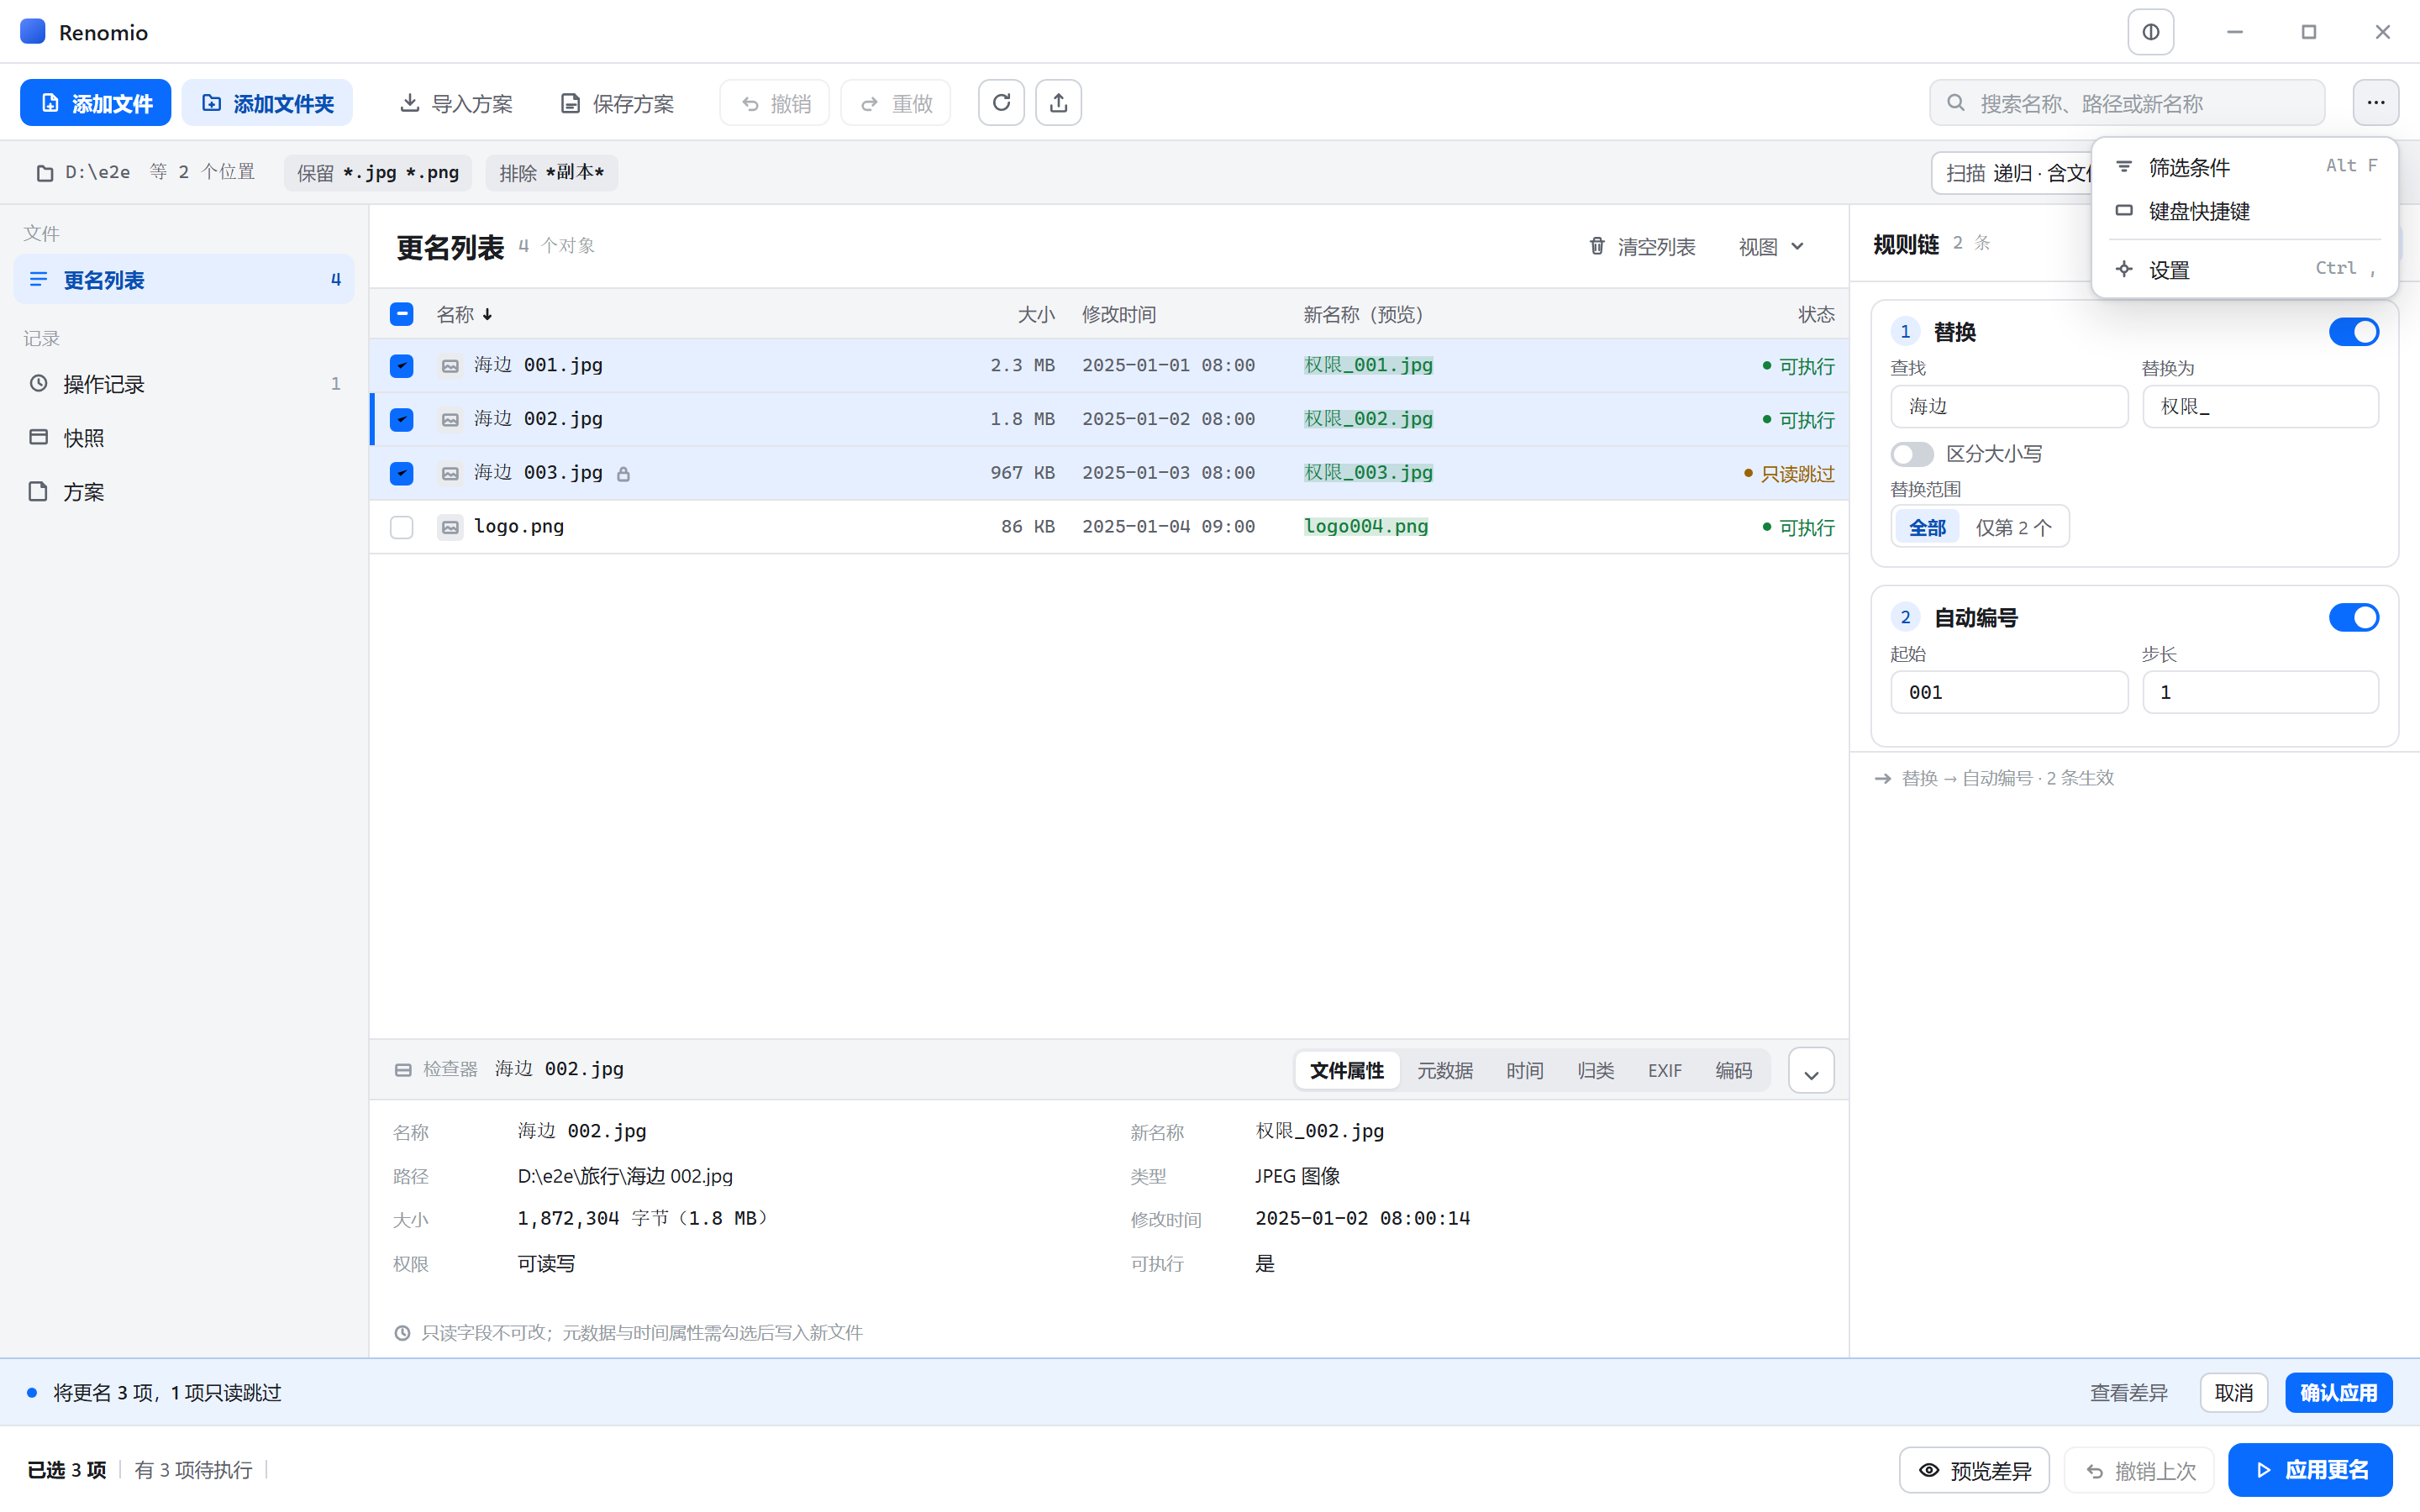 Renomio
添加文件 添加文件夹 导入方案 保存方案 撤销 重做 搜索名称、路径或新名称
D:\e2e 等 2 个位置 保留 *.jpg *.png 排除 *副本* 扫描 递归 · 含文
筛选条件 Alt F
键盘快捷键
设置 Ctrl ,
文件
更名列表 4
记录
操作记录 1
快照
方案
更名列表 4 个对象 清空列表 视图
名称 大小 修改时间 新名称（预览） 状态
海边 001.jpg 2.3 MB 2025-01-01 08:00 权限_001.jpg 可执行
海边 002.jpg 1.8 MB 2025-01-02 08:00 权限_002.jpg 可执行
海边 003.jpg 967 KB 2025-01-03 08:00 权限_003.jpg 只读跳过
logo.png 86 KB 2025-01-04 09:00 logo004.png 可执行
检查器 海边 002.jpg 文件属性 元数据 时间 归类 EXIF 编码
名称 海边 002.jpg 新名称 权限_002.jpg
路径 D:\e2e\旅行\海边 002.jpg 类型 JPEG 图像
大小 1,872,304 字节（1.8 MB） 修改时间 2025-01-02 08:00:14
权限 可读写 可执行 是
只读字段不可改；元数据与时间属性需勾选后写入新文件
规则链 2 条
1 替换
查找 替换为
海边 权限_
区分大小写
替换范围
全部 仅第 2 个
2 自动编号
起始 步长
001 1
→ 替换 → 自动编号 · 2 条生效
将更名 3 项，1 项只读跳过 查看差异 取消 确认应用
已选 3 项 有 3 项待执行 预览差异 撤销上次 应用更名